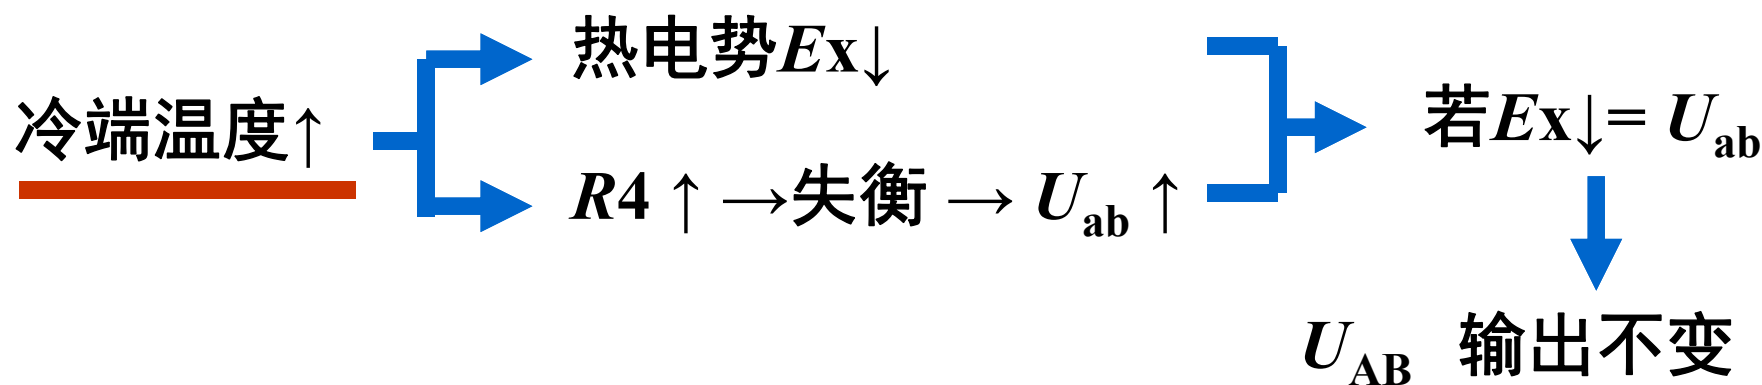 热电势Ex↓
冷端温度↑
若Ex↓= Uab
R4 ↑ →失衡 → Uab ↑
UAB 输出不变